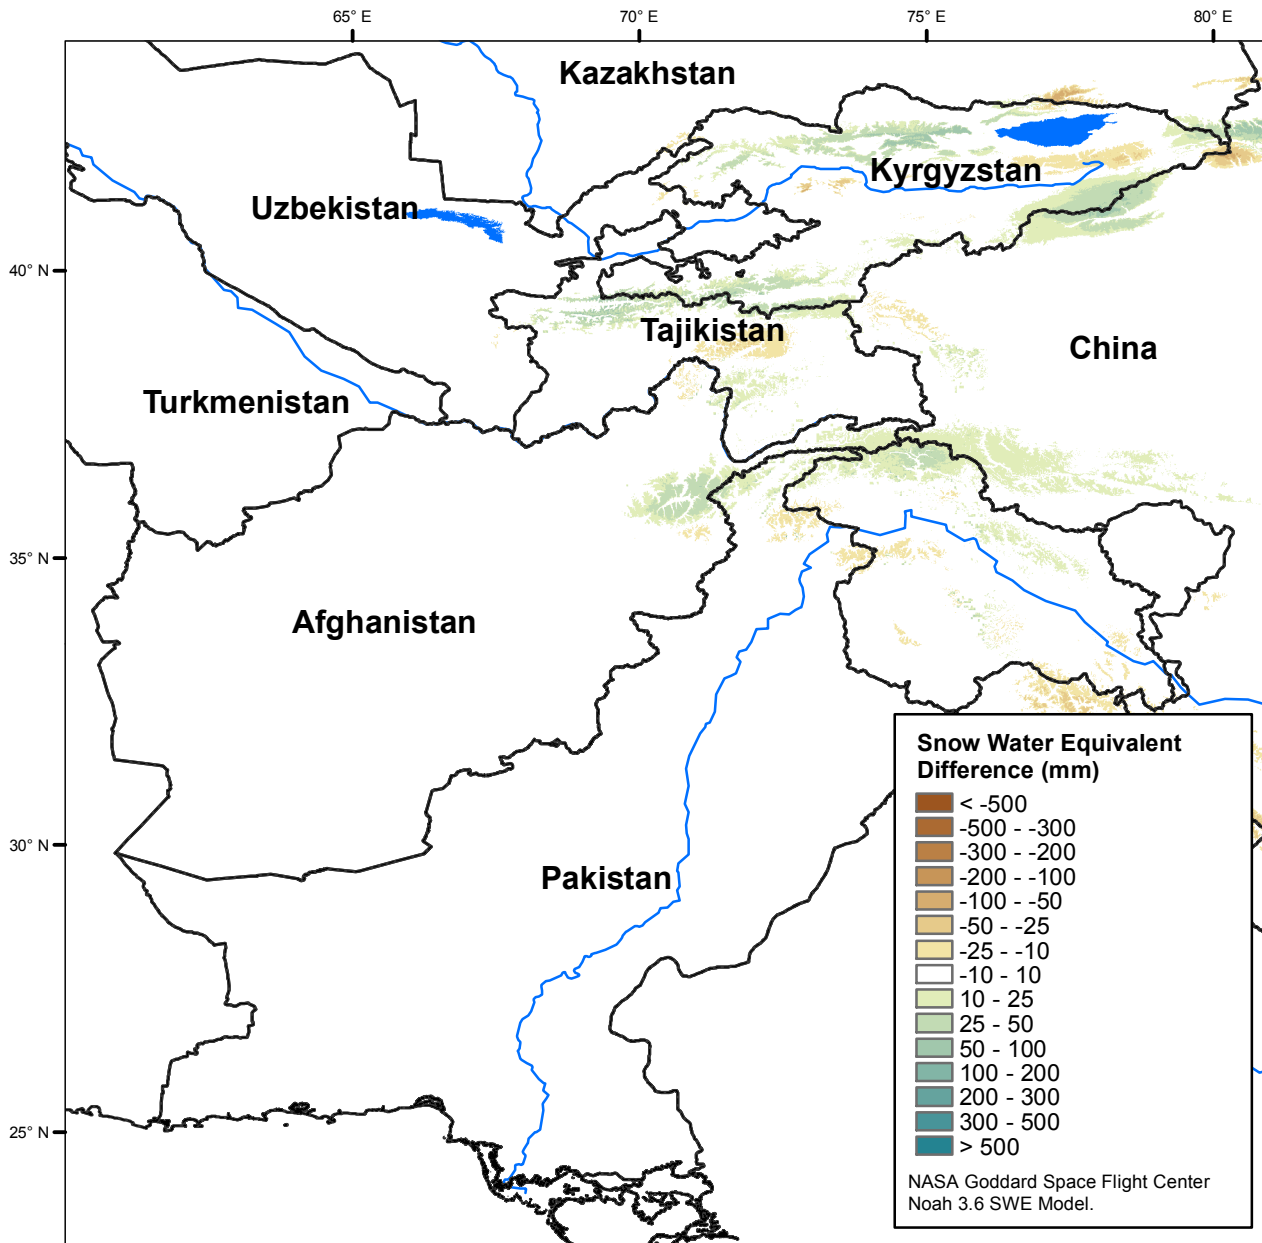 65° E 70° E 75° E 80° E
Kazakhstan
Kyrgyzstan
Uzbekistan
40° N
Tajikistan
China
Turkmenistan
35° N
Afghanistan
30° N
Pakistan
25° N
Snow Water Equivalent
Difference (mm)
< -500
-500 - -300
-300 - -200
-200 - -100
-100 - -50
-50 - -25
-25 - -10
-10 - 10
10 - 25
25 - 50
50 - 100
100 - 200
200 - 300
300 - 500
> 500
NASA Goddard Space Flight Center
Noah 3.6 SWE Model.